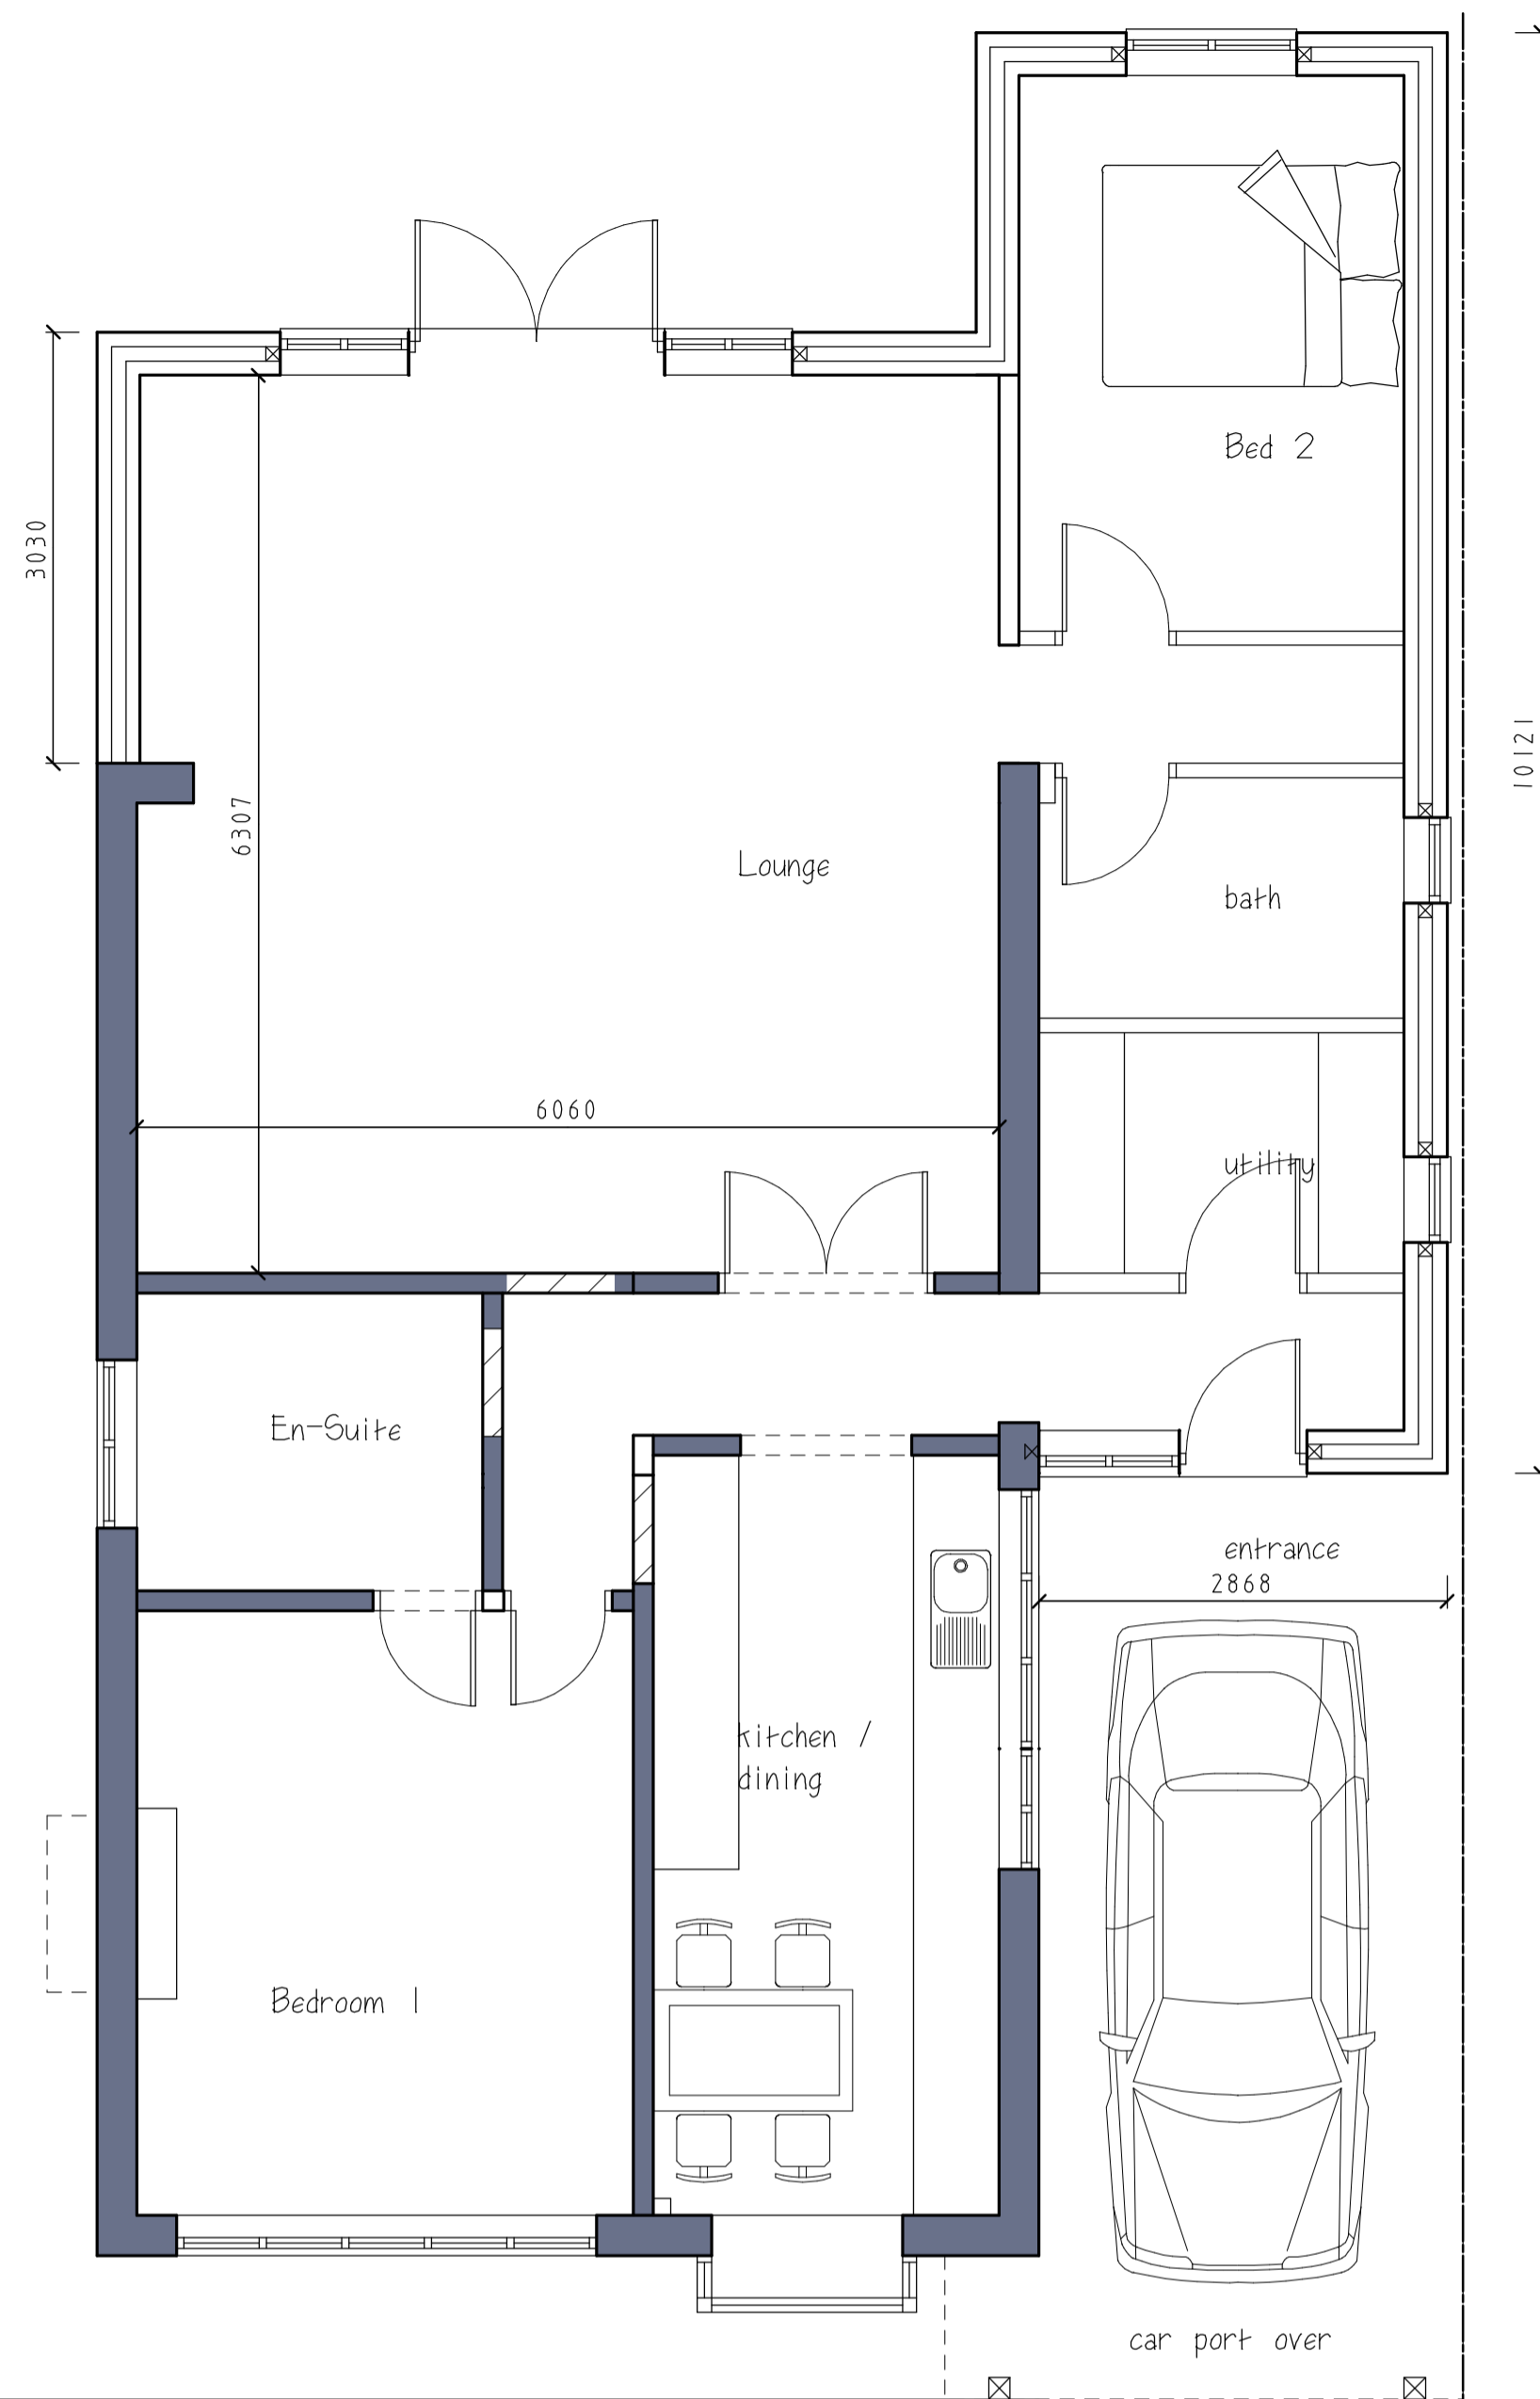 Bed 2
3030
10121
6307
Lounge
bath
6060
utility
En-Suite
entrance
2868
kitchen /
dining
Bedroom 1
car port over